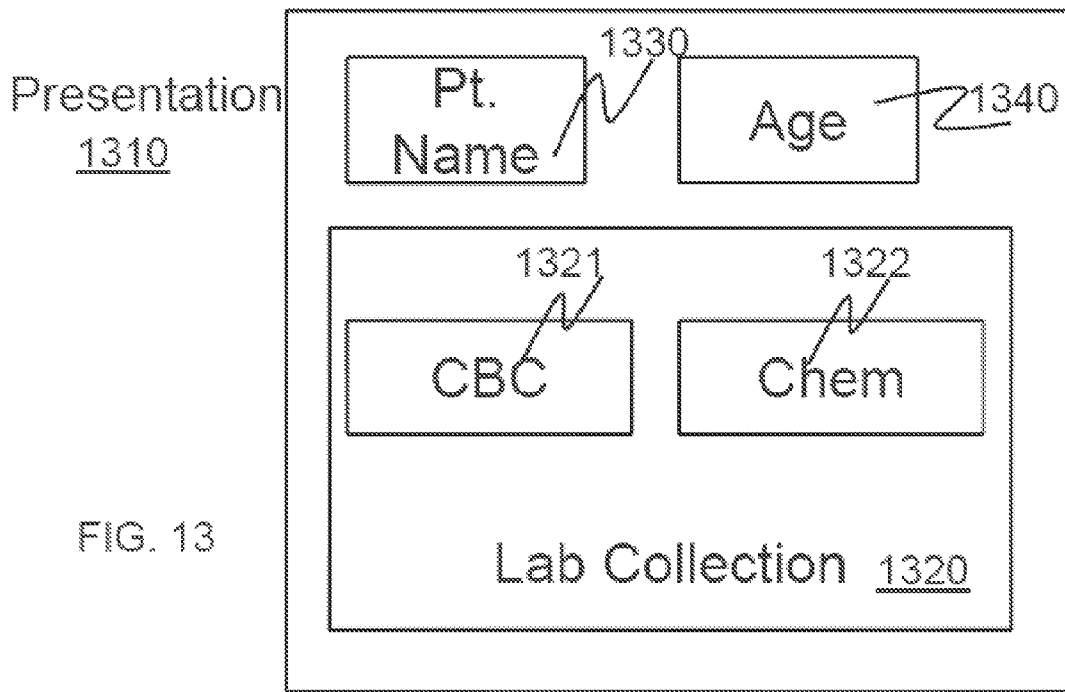 Presentation
1310
Pt.
Name
1330
Age
1340
1321
CBC
1322
Chem
Lab Collection 1320
FIG. 13